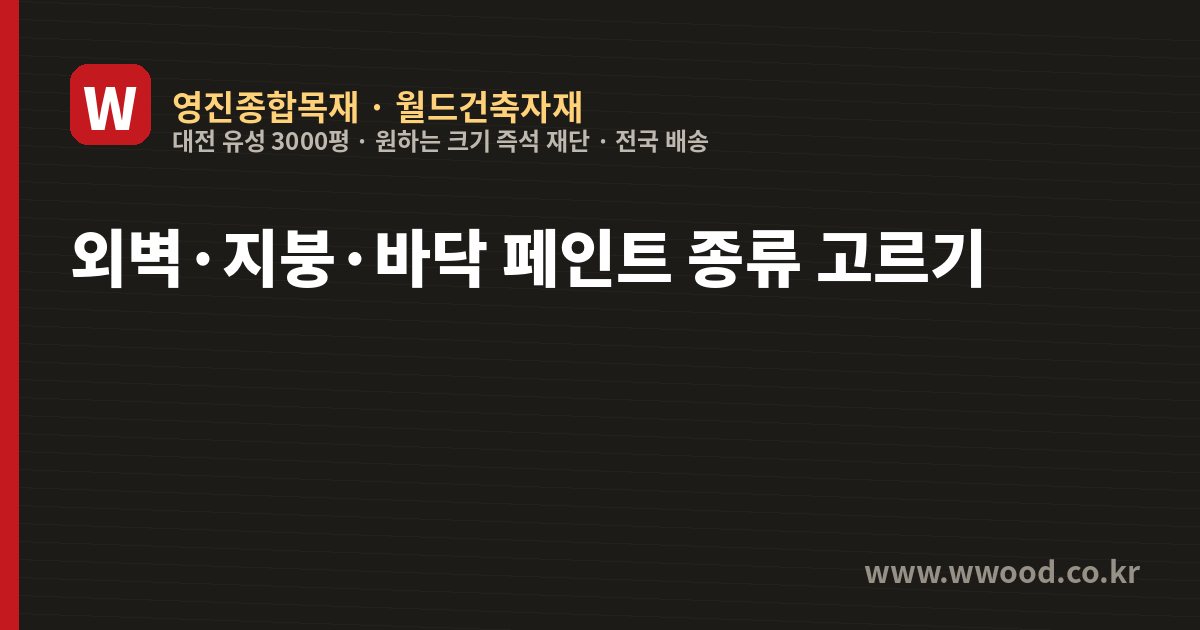 W
영진종합목재 · 월드건축자재
대전 유성 3000평 · 원하는 크기 즉석 재단 · 전국 배송
외벽·지붕·바닥 페인트 종류 고르기
www.wwood.co.kr